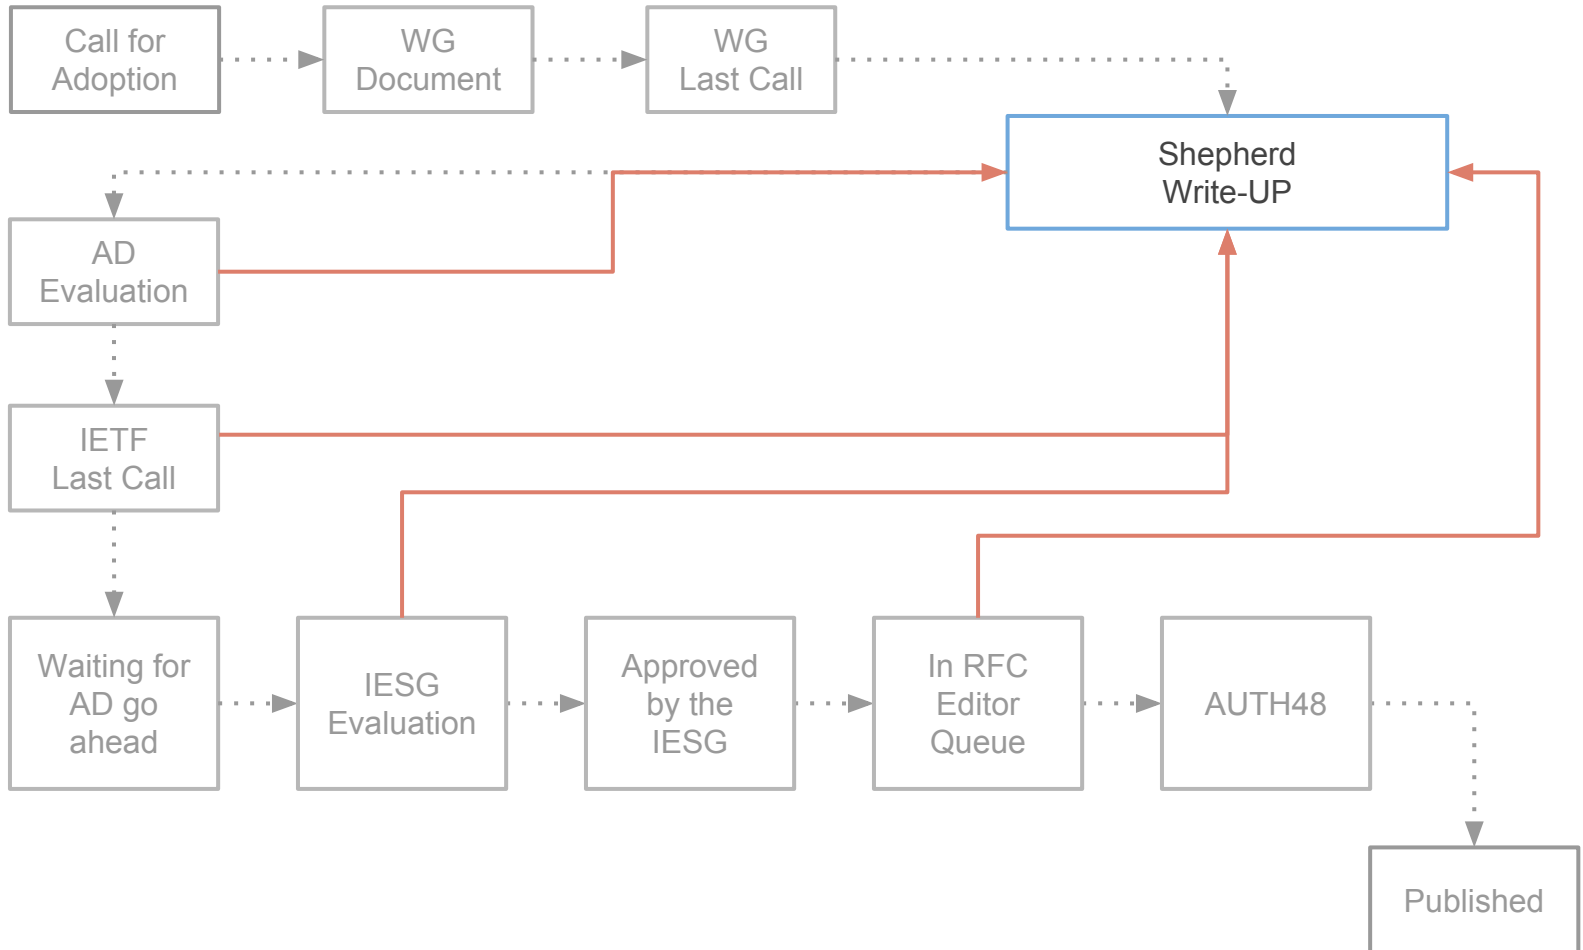 Call for
Adoption
WG
Document
WG
Last Call
Shepherd
Write-UP
AD
Evaluation
IETF
Last Call
Waiting for
AD go
ahead
IESG
Evaluation
Approved
by the
IESG
In RFC
Editor
Queue
AUTH48
Published